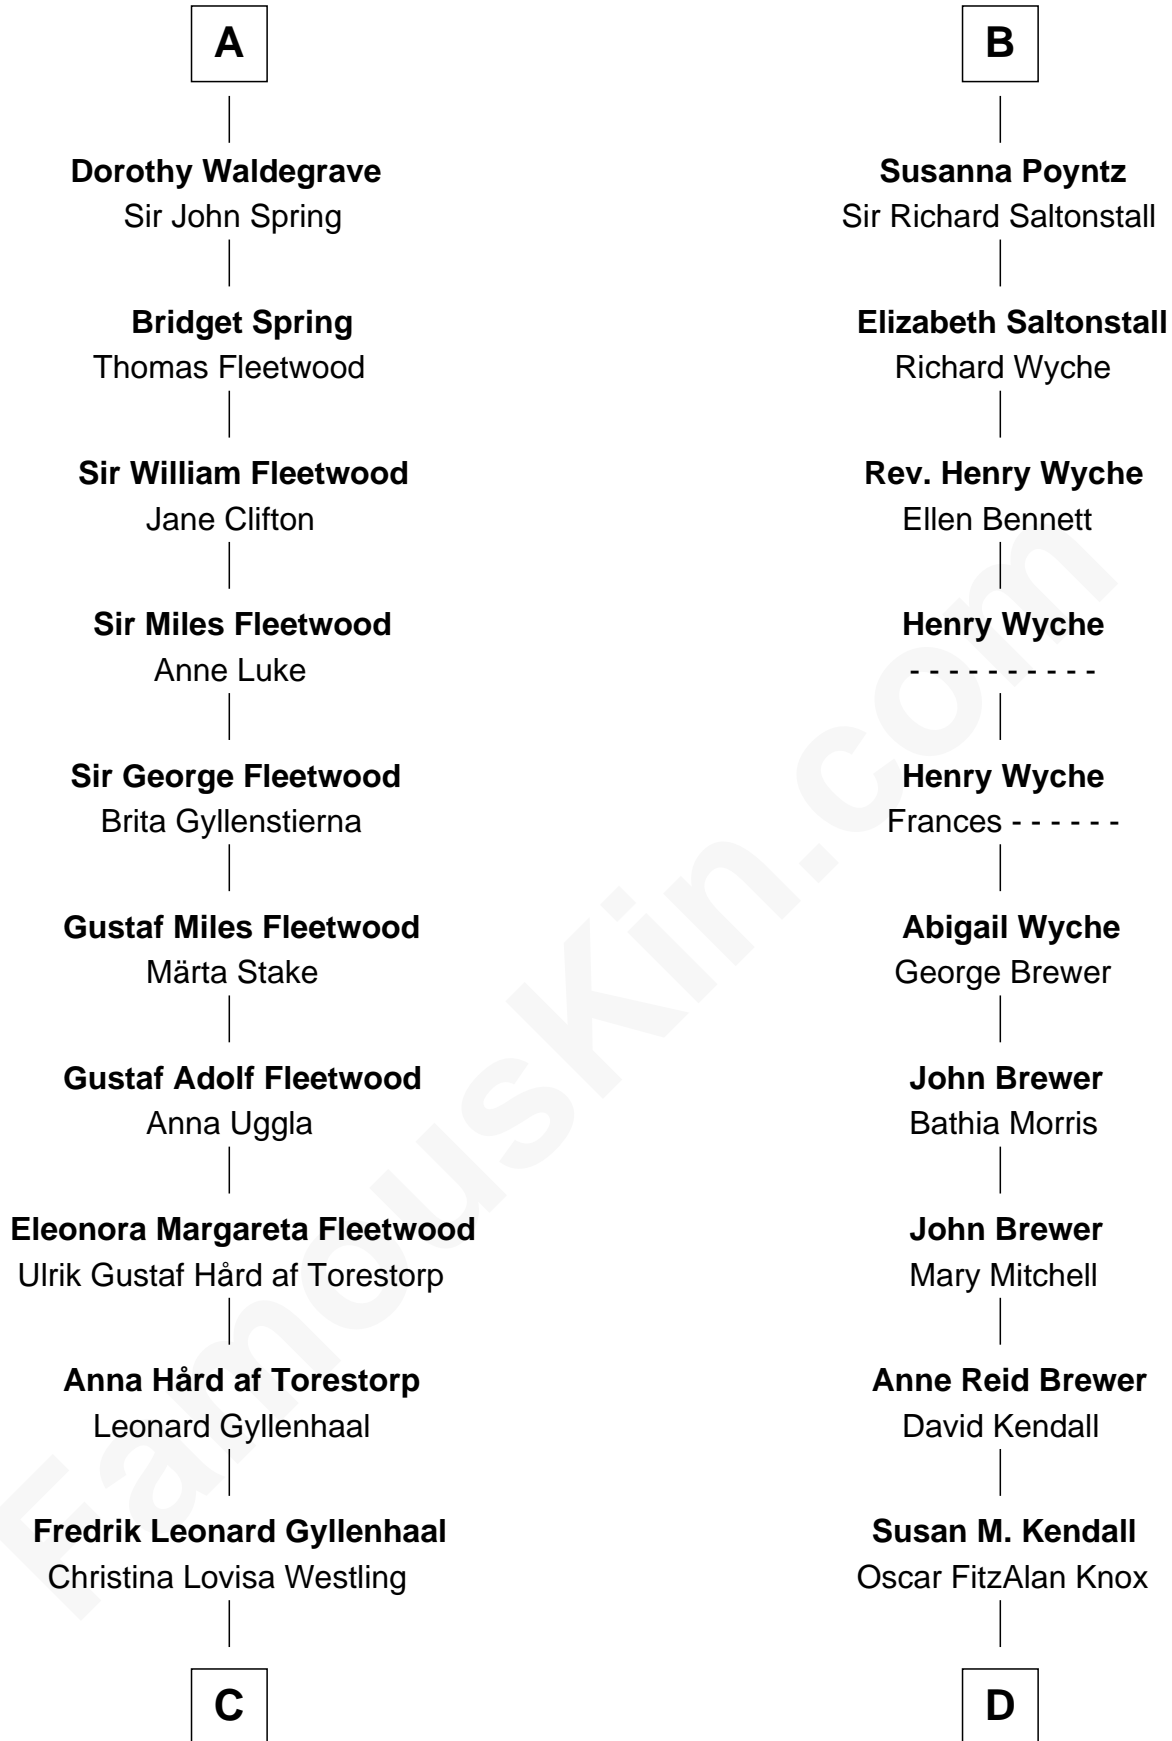 A
Dorothy Waldegrave
Sir John Spring
Bridget Spring
Thomas Fleetwood
Sir William Fleetwood
Jane Clifton
Sir Miles Fleetwood
Anne Luke
Sir George Fleetwood
Brita Gyllenstierna
Gustaf Miles Fleetwood
Märta Stake
Gustaf Adolf Fleetwood
Anna Uggla
Eleonora Margareta Fleetwood
Ulrik Gustaf Hård af Torestorp
Anna Hård af Torestorp
Leonard Gyllenhaal
Fredrik Leonard Gyllenhaal
Christina Lovisa Westling
C
B
Susanna Poyntz
Sir Richard Saltonstall
Elizabeth Saltonstall
Richard Wyche
Rev. Henry Wyche
Ellen Bennett
Henry Wyche
- - - - - - - - - -
Henry Wyche
Frances - - - - - -
Abigail Wyche
George Brewer
John Brewer
Bathia Morris
John Brewer
Mary Mitchell
Anne Reid Brewer
David Kendall
Susan M. Kendall
Oscar FitzAlan Knox
D
FamousKin.com